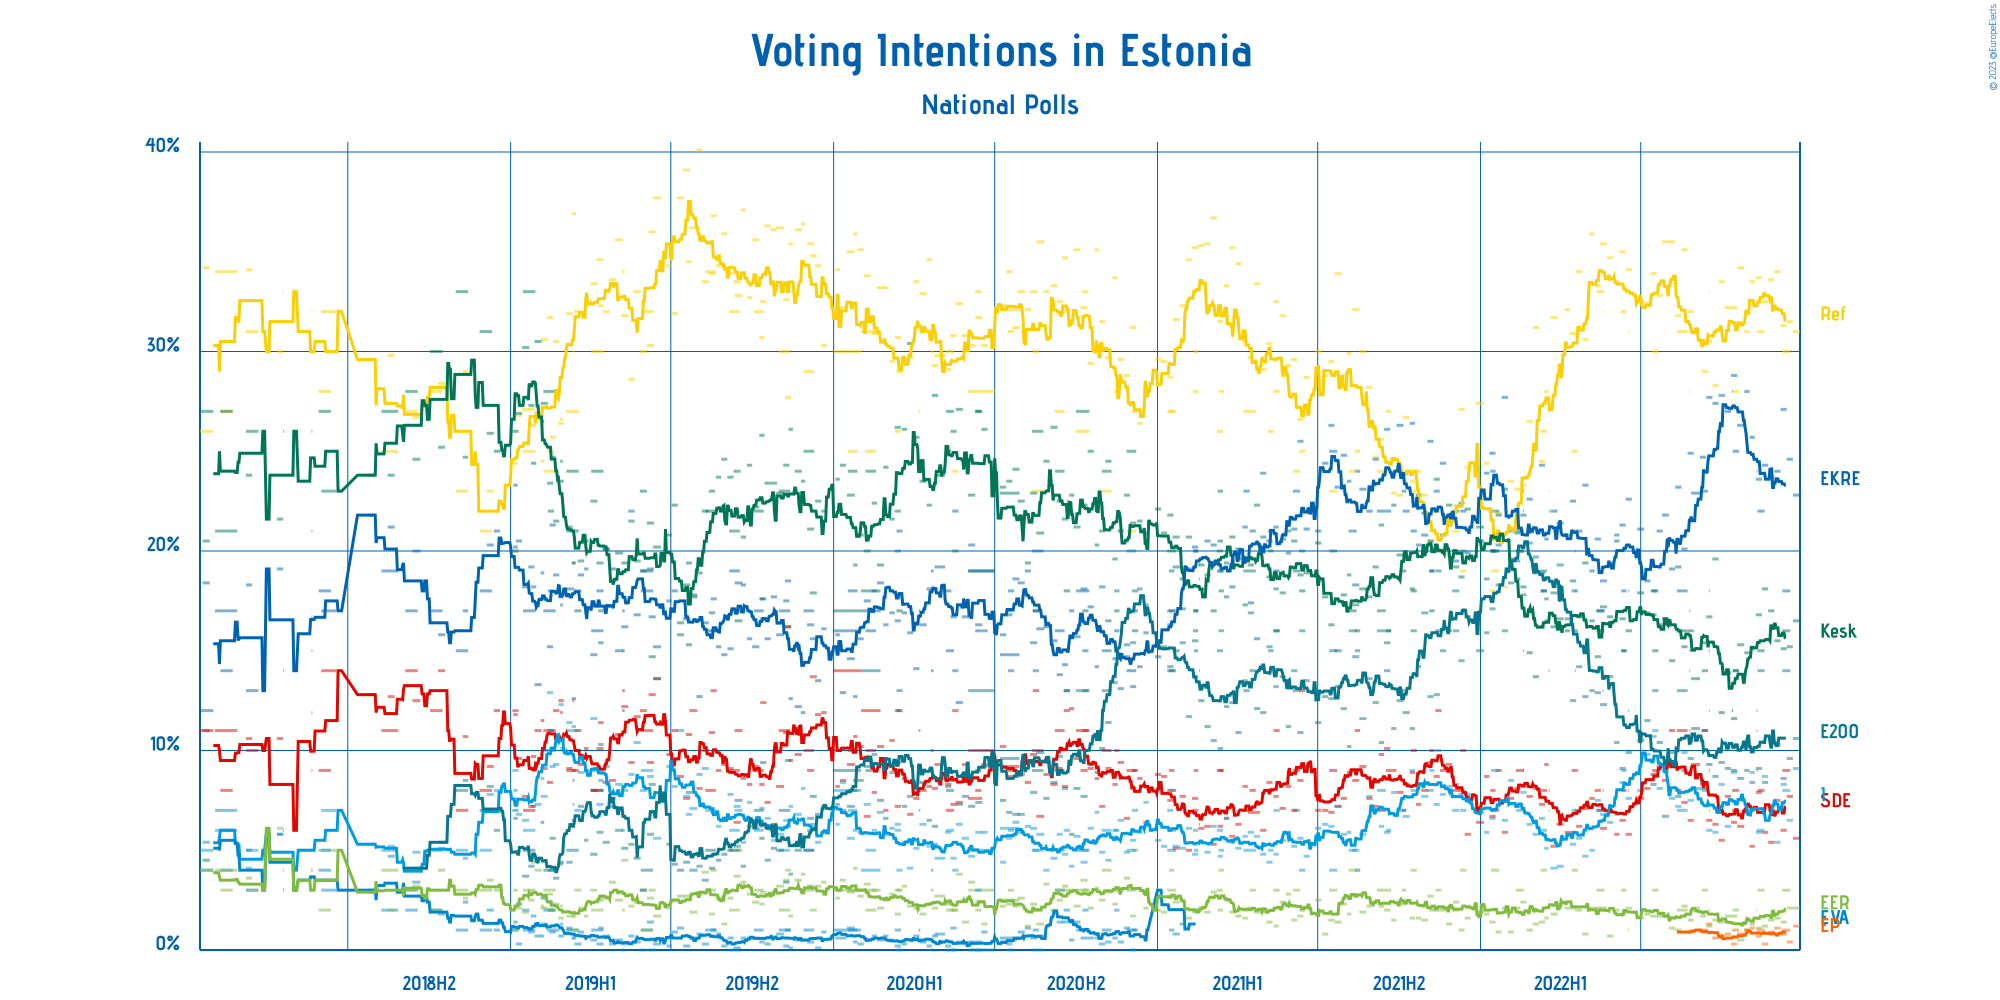 Voting Intentions in Estonia
National Polls
© 2023 @EuropeElects
40%
30%
20%
10%
0%
Ref
EKRE
Kesk
E200
I
SDE
EER
EVA
EP
2018H2
2019H1
2019H2
2020H1
2020H2
2021H1
2021H2
2022H1